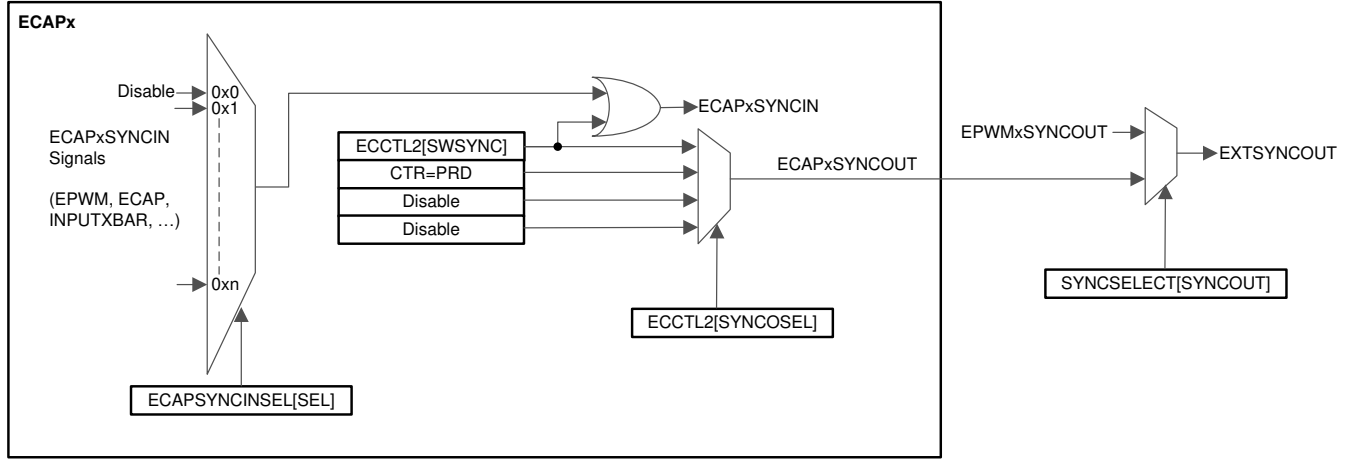 ECAPx
Disable
0x0
0x1
ECAPxSYNCIN
Signals
(EPWM, ECAP,
INPUTXBAR, …)
0xn
ECAPSYNCINSEL[SEL]
ECAPxSYNCIN
ECCTL2[SWSYNC]
CTR=PRD
Disable
Disable
ECAPxSYNCOUT
ECCTL2[SYNCOSEL]
EPWMxSYNCOUT
EXTSYNCOUT
SYNCSELECT[SYNCOUT]